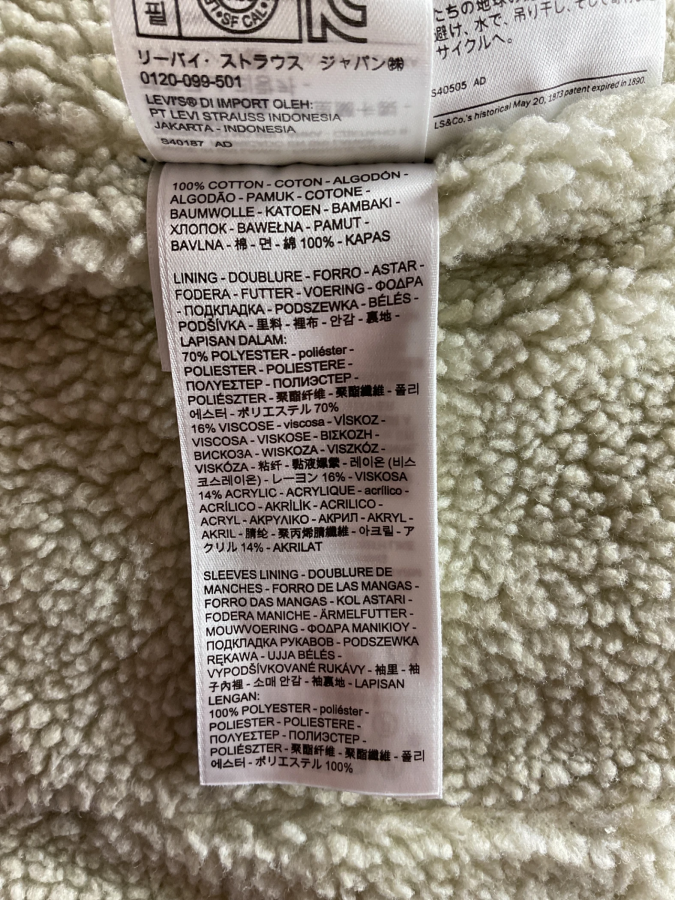 필
SF CAL
リーバイ・ストラウス ジャパン㈱
0120-099-501
LEVI'S® DI IMPORT OLEH:
PT LEVI STRAUSS INDONESIA
JAKARTA - INDONESIA
S40187 AD
たちの地球の
避け、水で、吊り干し、そして
サイクルへ。
S40505 AD
LS&Co.'s historical May 20, 1873 patent expired in 1890.
100% COTTON - COTON - ALGODÓN -
ALGODÃO - PAMUK - COTONE -
BAUMWOLLE - KATOEN - BAMBAKI -
ХЛОПОК - BAWEŁNA - PAMUT -
BAVLNA - 棉 - 면 - 綿 100% - KAPAS
LINING - DOUBLURE - FORRO - ASTAR -
FODERA - FUTTER - VOERING - ΦΟΔΡΑ
- ПОДКЛАДКА - PODSZEWKA - BÉLÉS -
PODŠÍVKA - 里料 - 裡布 - 안감 - 裏地 -
LAPISAN DALAM:
70% POLYESTER - poliéster -
POLIESTER - POLIESTERE -
ΠΟΛΥΕΣΤΕΡ - ПОЛИЭСТЕР -
POLIÉSZTER - 聚酯纤维 - 聚酯纖維 - 폴리
에스터 - ポリエステル 70%
16% VISCOSE - viscosa - VİSKOZ -
VISCOSA - VISKOSE - ΒΙΣΚΟΖΗ -
ВИСКОЗА - WISKOZA - VISZKÓZ -
VISKÓZA - 粘纤 - 黏液嫘縈 - 레이온 (비스
코스레이온) - レーヨン 16% - VISKOSA
14% ACRYLIC - ACRYLIQUE - acrílico -
ACRÍLICO - AKRİLİK - ACRILICO -
ACRYL - ΑΚΡΥΛΙΚΟ - АКРИЛ - AKRYL -
AKRIL - 腈纶 - 聚丙烯腈纖維 - 아크릴 - ア
クリル 14% - AKRILAT
SLEEVES LINING - DOUBLURE DE
MANCHES - FORRO DE LAS MANGAS -
FORRO DAS MANGAS - KOL ASTARI -
FODERA MANICHE - ÄRMELFUTTER -
MOUWVOERING - ΦΟΔΡΑ ΜΑΝΙΚΙΟΥ -
ПОДКЛАДКА РУКАВОВ - PODSZEWKA
RĘKAWA - UJJA BÉLÉS -
VYPODŠÍVKOVANÉ RUKÁVY - 袖里 - 袖
子內裡 - 소매 안감 - 袖裏地 - LAPISAN
LENGAN:
100% POLYESTER - poliéster -
POLIESTER - POLIESTERE -
ΠΟΛΥΕΣΤΕΡ - ПОЛИЭСТЕР -
POLIÉSZTER - 聚酯纤维 - 聚酯纖維 - 폴리
에스터 - ポリエステル 100%